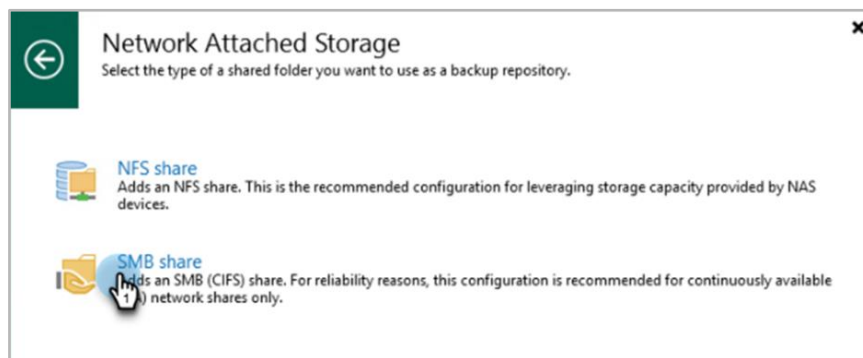 Network Attached Storage
Select the type of a shared folder you want to use as a backup repository.
NFS share
Adds an NFS share. This is the recommended configuration for leveraging storage capacity provided by NAS
devices.
SMB share
Adds an SMB (CIFS) share. For reliability reasons, this configuration is recommended for continuously available
network shares only.
1